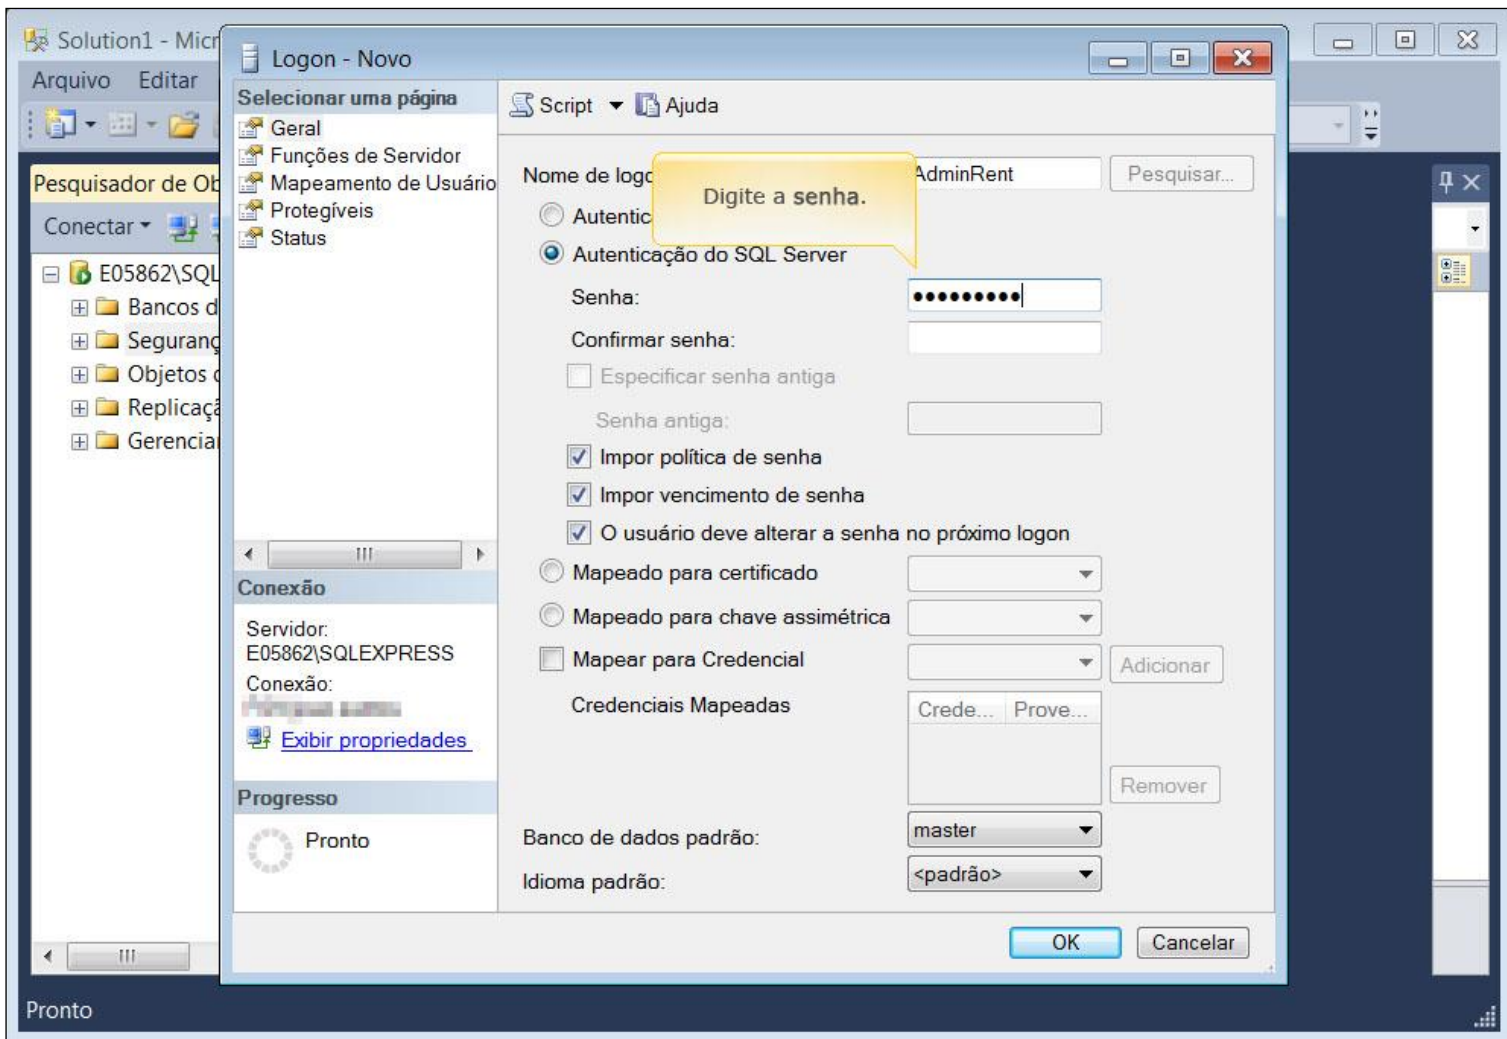 Solution1 - Micr
Arquivo Editar
Pesquisador de Ob
Conectar
E05862\SQL
Bancos d
Seguranç
Objetos d
Replicaçã
Gerenciar
Pronto
Logon - Novo
Selecionar uma página
Geral
Funções de Servidor
Mapeamento de Usuário
Protegíveis
Status
Conexão
Servidor:
E05862\SQLEXPRESS
Conexão:
Exibir propriedades
Progresso
Pronto
Script Ajuda
Nome de logo AdminRent Pesquisar...
Digite a senha.
Autentic
Autenticação do SQL Server
Senha: •••••••••
Confirmar senha:
Especificar senha antiga
Senha antiga:
Impor política de senha
Impor vencimento de senha
O usuário deve alterar a senha no próximo logon
Mapeado para certificado
Mapeado para chave assimétrica
Mapear para Credencial Adicionar
Credenciais Mapeadas Crede... Prove...
Remover
Banco de dados padrão: master
Idioma padrão: <padrão>
OK Cancelar